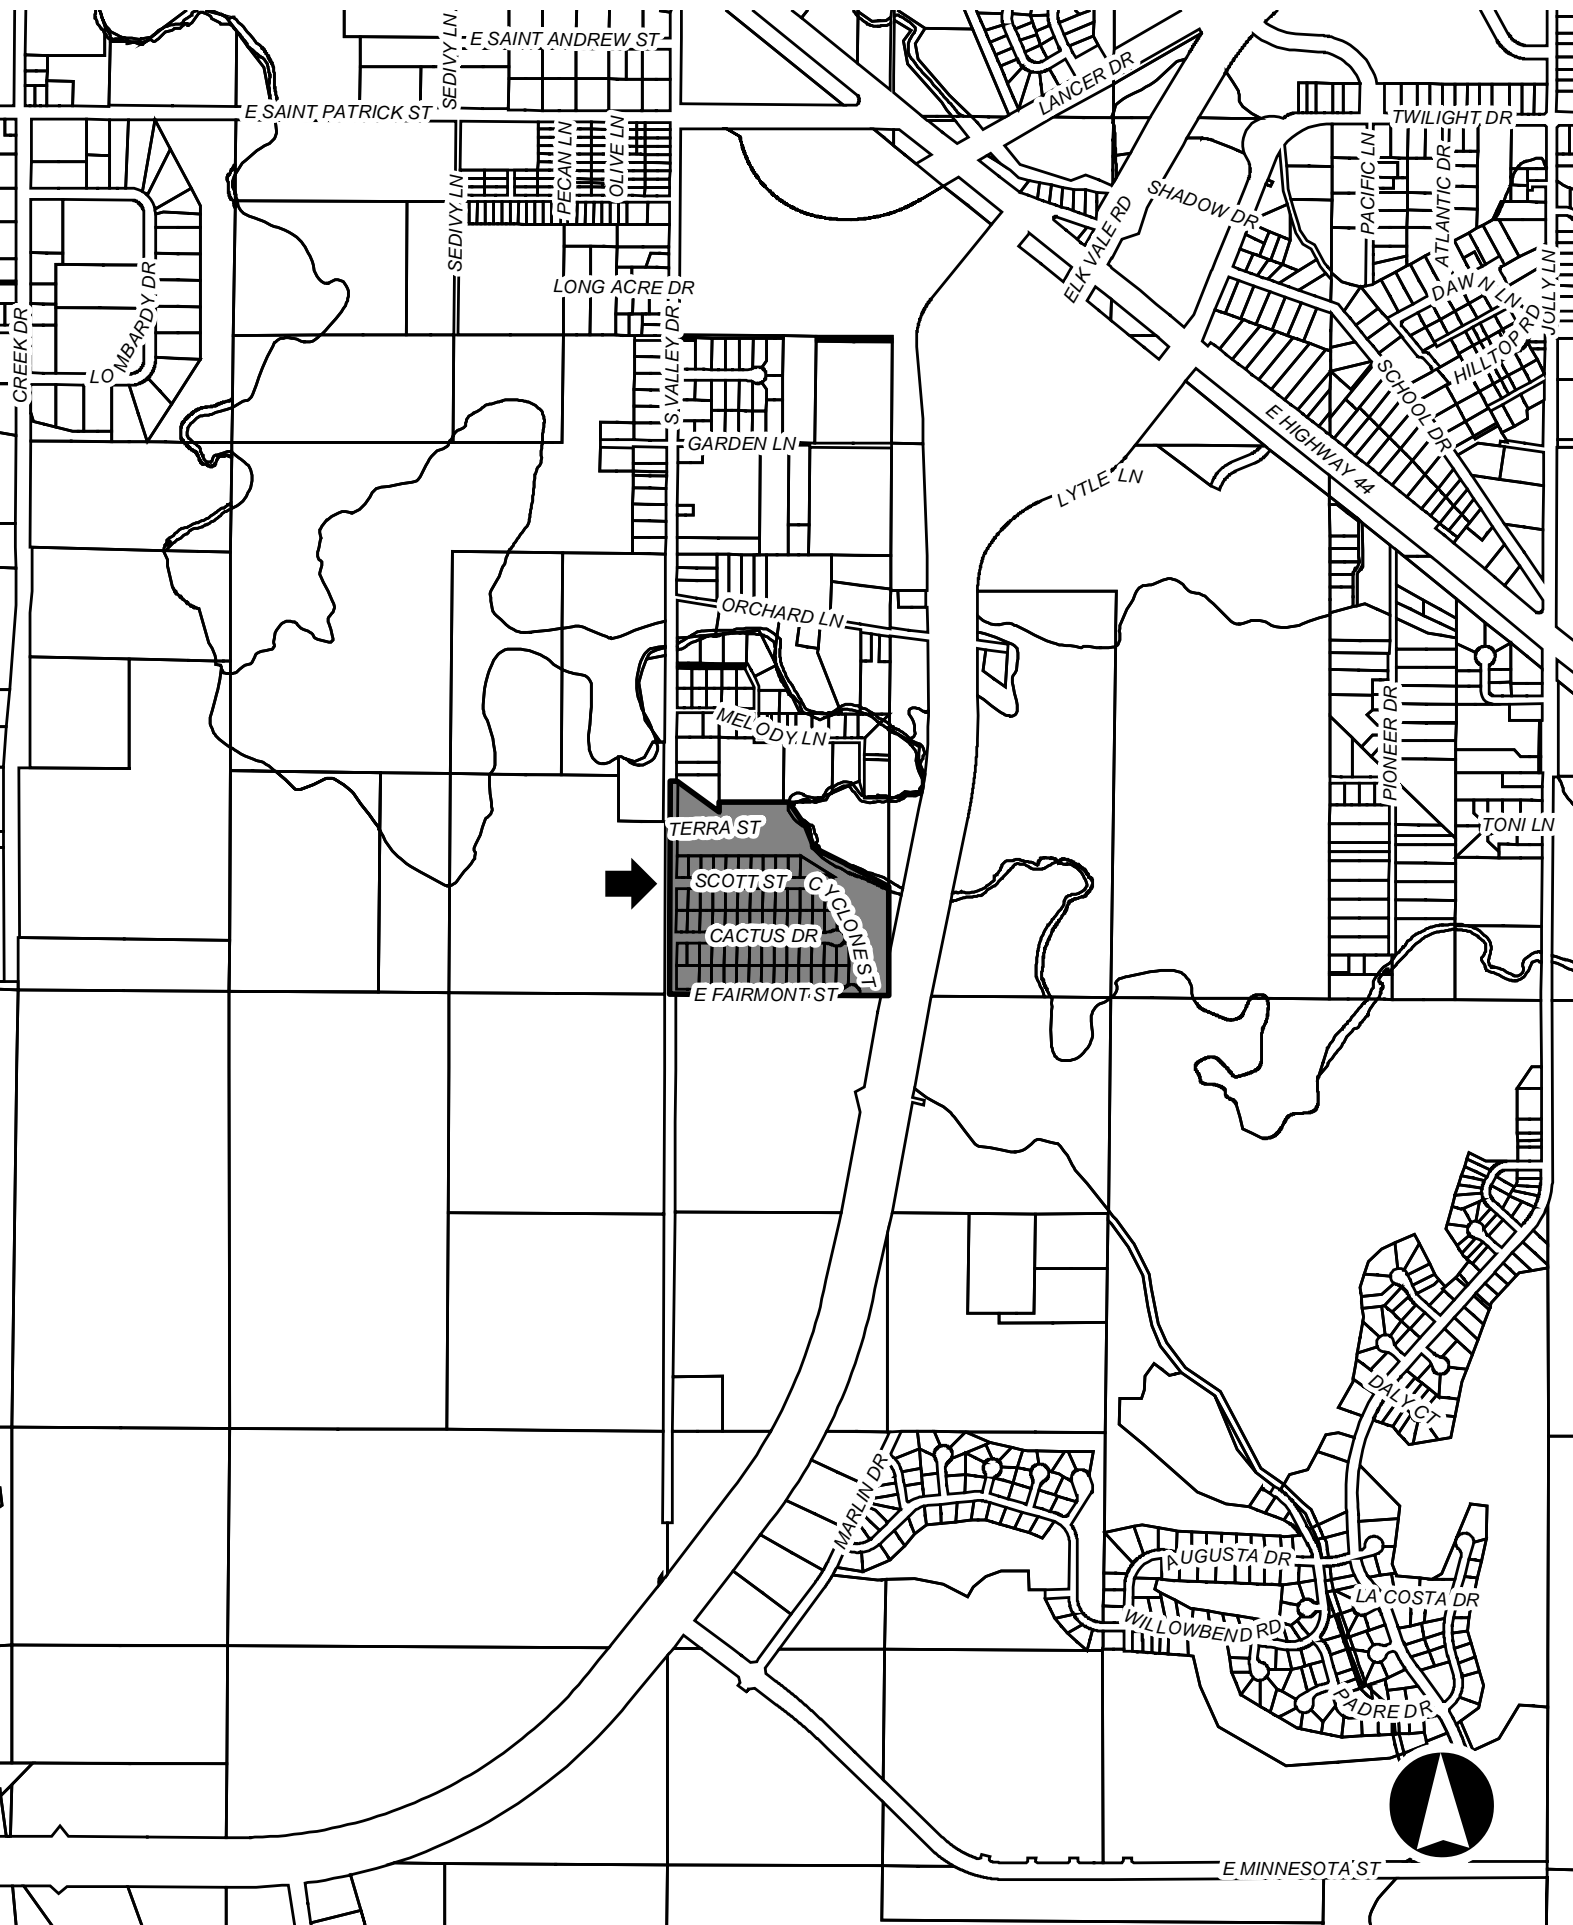 E SAINT ANDREW ST
SEDIVY LN
LANCER DR
E SAINT PATRICK ST
TWILIGHT DR
PECAN LN
OLIVE LN
PACIFIC LN
ATLANTIC DR
SEDIVY LN
SHADOW DR
ELK VALE RD
LONG ACRE DR
LOMBARDY DR
CREEK DR
S VALLEY DR
DAWN LN
HILLTOP RD
JOLLY LN
SCHOOL DR
GARDEN LN
E HIGHWAY 44
LYTLE LN
ORCHARD LN
MELODY LN
PIONEER DR
TERRA ST
TONI LN
SCOTT ST
CYCLONE ST
CACTUS DR
E FAIRMONT ST
DALY CT
MARLIN DR
AUGUSTA DR
LA COSTA DR
WILLOWBEND RD
PADRE DR
E MINNESOTA ST